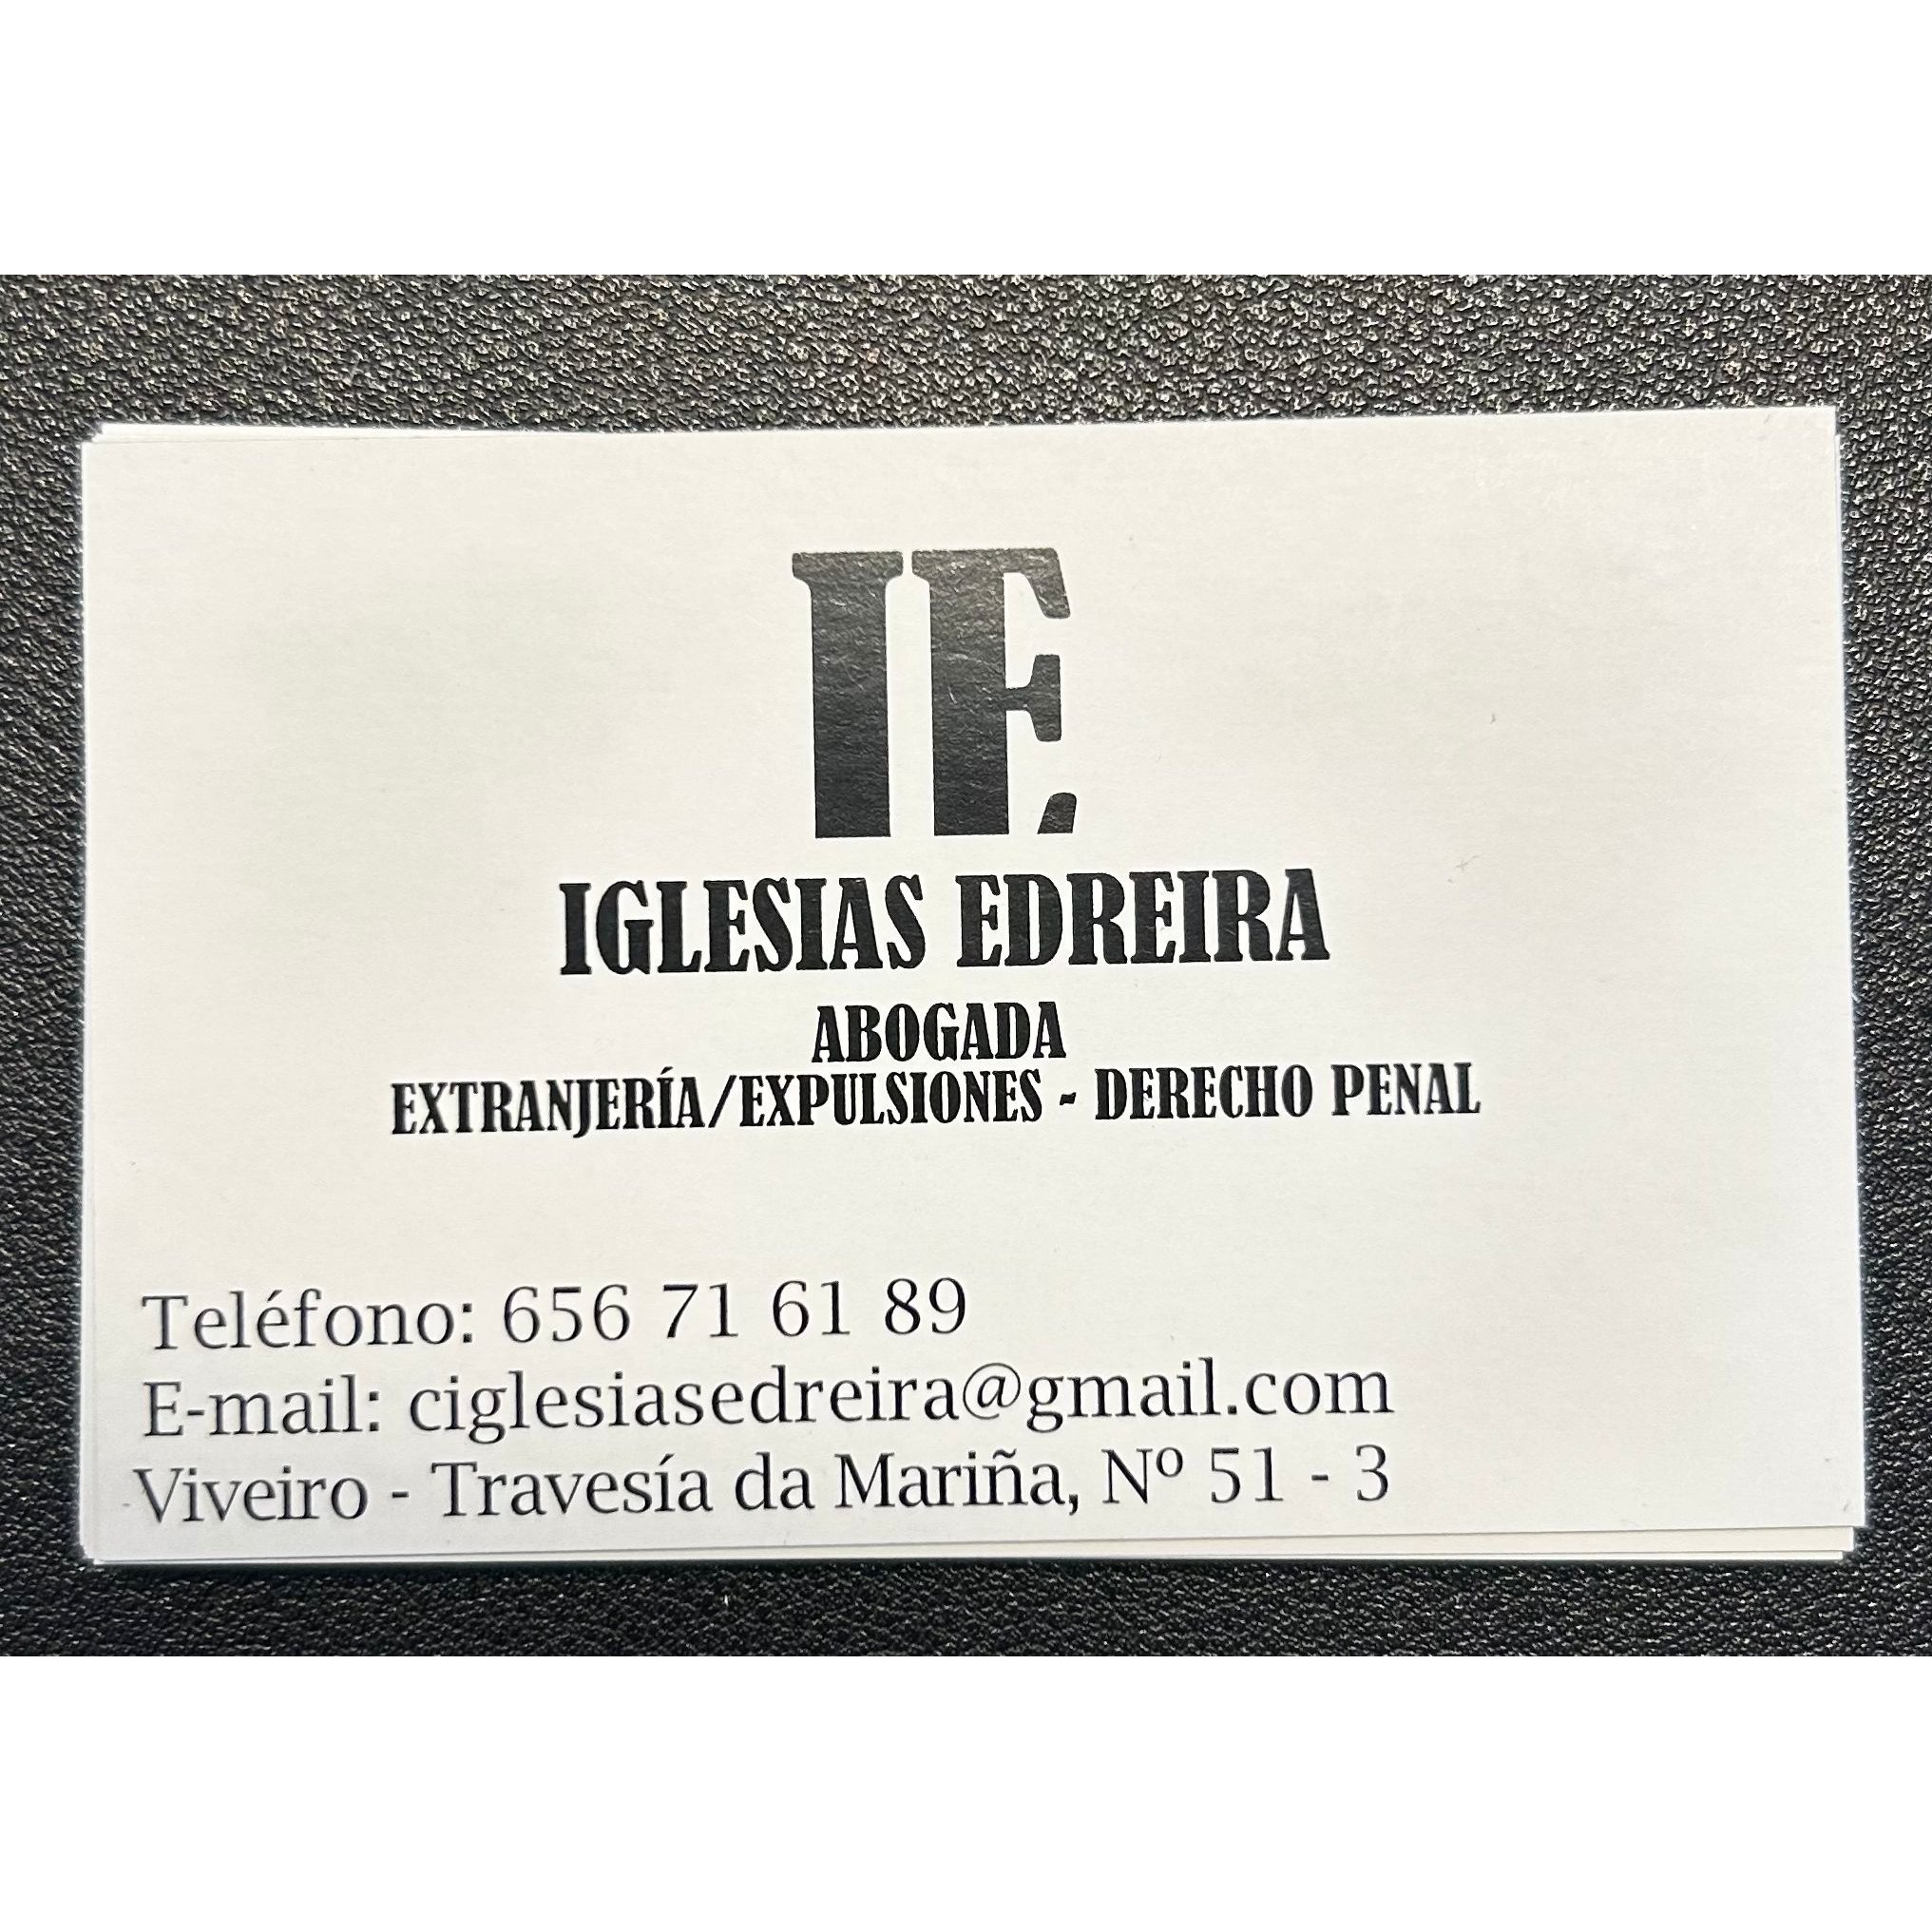 IE
IGLESIAS EDREIRA
ABOGADA
EXTRANJERÍA/EXPULSIONES - DERECHO PENAL
Teléfono: 656 71 61 89
E-mail: ciglesiasedreira@gmail.com
Viveiro - Travesía da Mariña, Nº 51 - 3